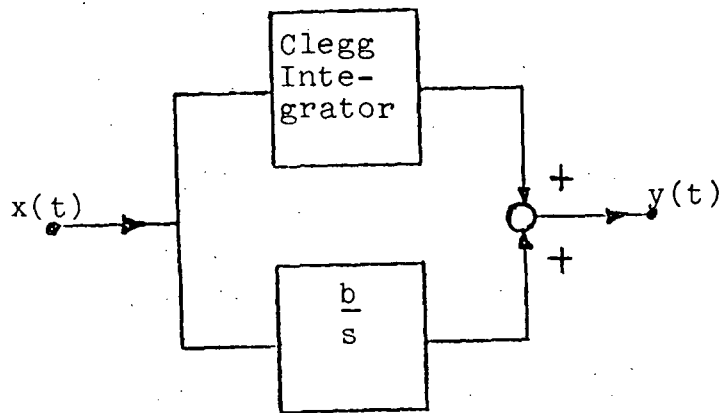 Clegg
Inte-
grator
x(t)
+
y(t)
+
b
s